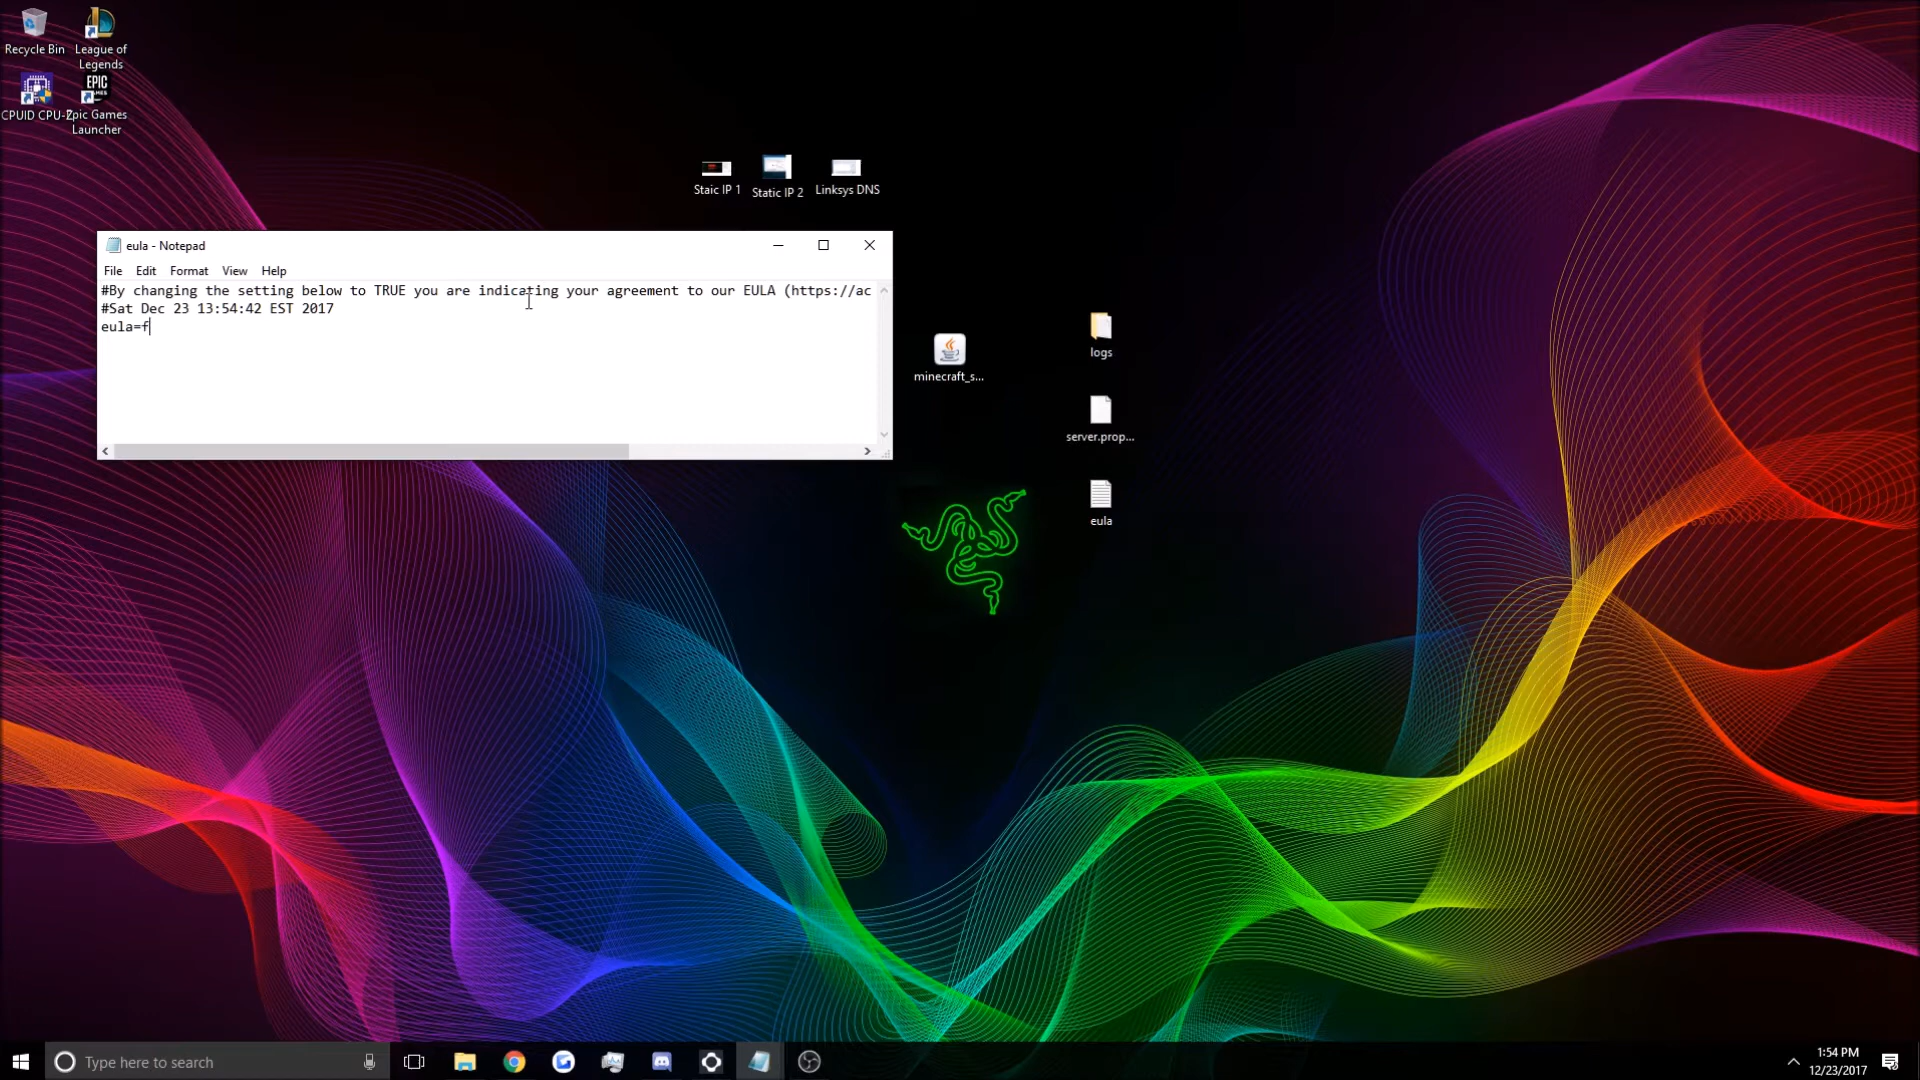 Recycle Bin
League of
Legends
CPUID CPU-Z
EPIC
GAMES
Epic Games
Launcher
Staic IP 1
Static IP 2
Linksys DNS
eula - Notepad
File Edit Format View Help
#By changing the setting below to TRUE you are indicating your agreement to our EULA (https://ac
#Sat Dec 23 13:54:42 EST 2017
eula=f
minecraft_s...
logs
server.prop...
eula
Type here to search
1:54 PM
12/23/2017